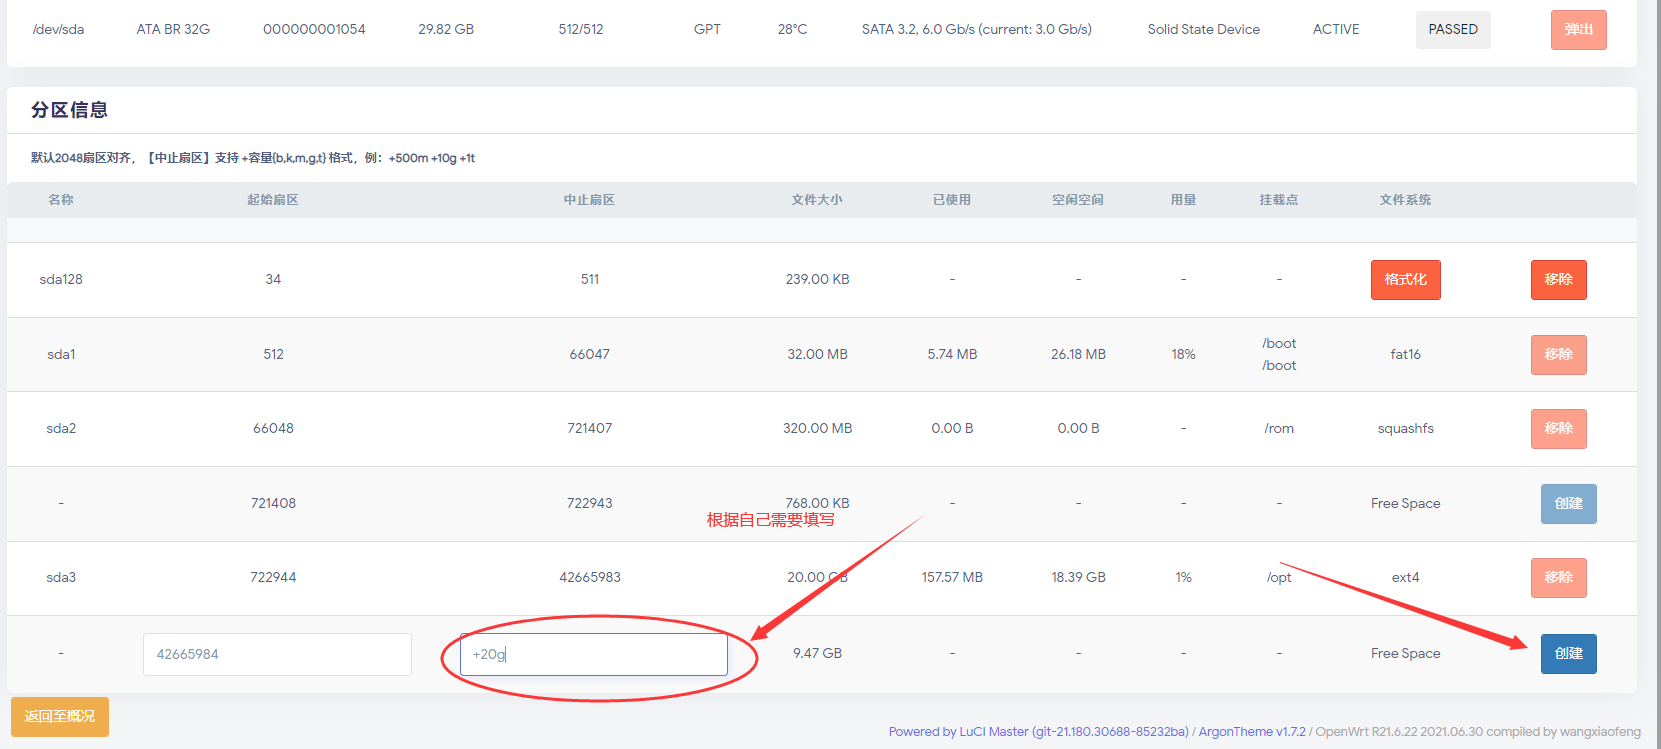 /dev/sda ATA BR 32G 000000001054 29.82 GB 512/512 GPT 28°C SATA 3.2, 6.0 Gb/s (current: 3.0 Gb/s) Solid State Device ACTIVE PASSED 弹出
分区信息
默认2048扇区对齐，【中止扇区】支持 +容量{b,k,m,g,t} 格式，例：+500m +10g +1t
名称 起始扇区 中止扇区 文件大小 已使用 空闲空间 用量 挂载点 文件系统
sda128 34 511 239.00 KB - - - - 格式化 移除
sda1 512 66047 32.00 MB 5.74 MB 26.18 MB 18% /boot fat16 移除
/boot
sda2 66048 721407 320.00 MB 0.00 B 0.00 B - /rom squashfs 移除
- 721408 722943 768.00 KB - - - - Free Space 创建
根据自己需要填写
sda3 722944 42665983 20.00 GB 157.57 MB 18.39 GB 1% /opt ext4 移除
- 42665984 +20g 9.47 GB - - - - Free Space 创建
返回至概况
Powered by LuCI Master (git-21.180.30688-85232ba) / ArgonTheme v1.7.2 / OpenWrt R21.6.22 2021.06.30 compiled by wangxiaofeng